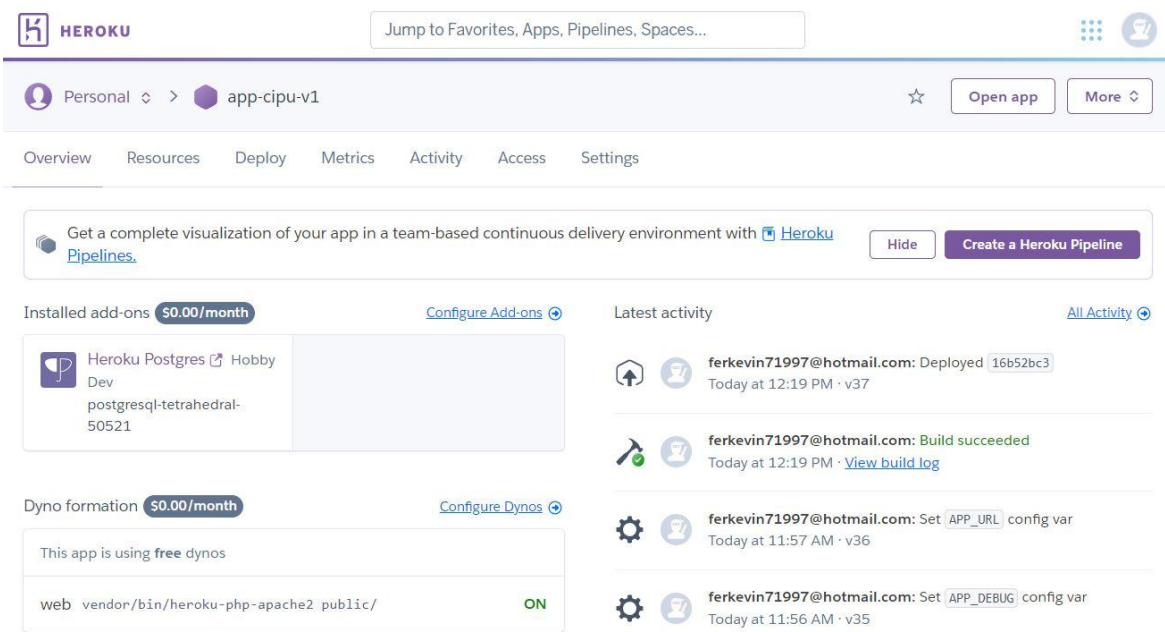 HEROKU
Jump to Favorites, Apps, Pipelines, Spaces...
Personal > app-cipu-v1
Open app
More
Overview Resources Deploy Metrics Activity Access Settings
Get a complete visualization of your app in a team-based continuous delivery environment with Heroku
Pipelines.
Hide
Create a Heroku Pipeline
Installed add-ons $0.00/month
Configure Add-ons
Heroku Postgres Hobby
Dev
postgresql-tetrahedral-
50521
Dyno formation $0.00/month
Configure Dynos
This app is using free dynos
web vendor/bin/heroku-php-apache2 public/ ON
Latest activity
All Activity
ferkevin71997@hotmail.com: Deployed 16b52bc3
Today at 12:19 PM · v37
ferkevin71997@hotmail.com: Build succeeded
Today at 12:19 PM · View build log
ferkevin71997@hotmail.com: Set APP_URL config var
Today at 11:57 AM · v36
ferkevin71997@hotmail.com: Set APP_DEBUG config var
Today at 11:56 AM · v35